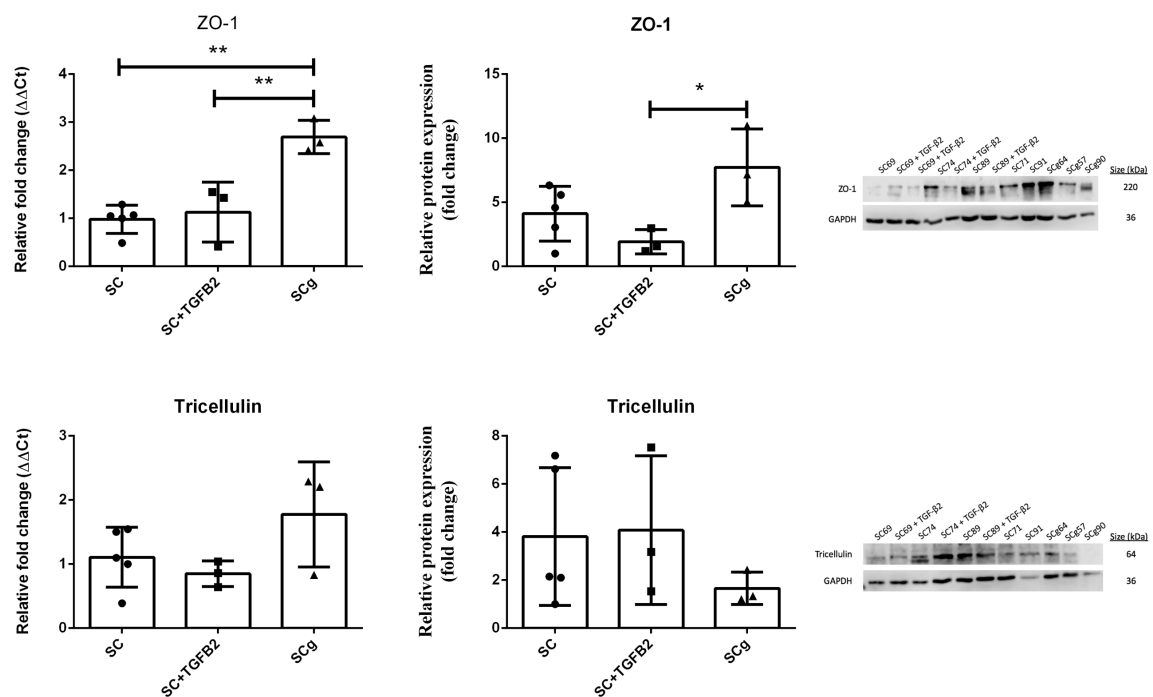 ZO-1
Relative fold change (ΔΔCt)
4
3
2
1
0
**
**
SC
SC+TGFB2
SCg
ZO-1
Relative protein expression
(fold change)
15
10
5
0
*
SC
SC+TGFB2
SCg
SC69
SC69 + TGF-β2
SC69 + TGF-β2
SC74
SC74 + TGF-β2
SC89
SC89 + TGF-β2
SC71
SC91
SCg64
SCg57
SCg90
Size (kDa)
ZO-1 220
GAPDH 36
Tricellulin
Relative fold change (ΔΔCt)
3
2
1
0
SC
SC+TGFB2
SCg
Tricellulin
Relative protein expression
(fold change)
8
6
4
2
0
SC
SC+TGFB2
SCg
SC69
SC69 + TGF-β2
SC74
SC74 + TGF-β2
SC89
SC89 + TGF-β2
SC71
SC91
SCg64
SCg57
SCg90
Size (kDa)
Tricellulin 64
GAPDH 36